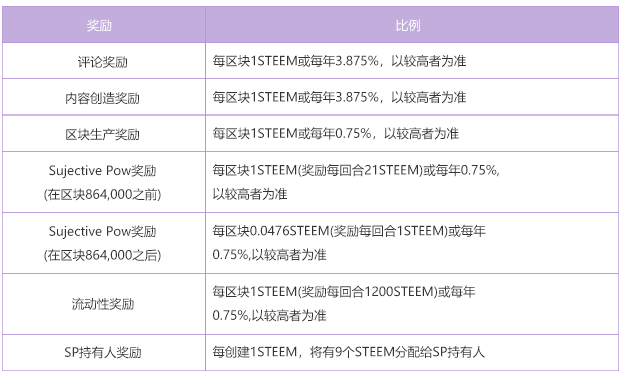 奖励 比例
评论奖励 每区块1STEEM或每年3.875%，以较高者为准
内容创造奖励 每区块1STEEM或每年3.875%，以较高者为准
区块生产奖励 每区块1STEEM或每年0.75%，以较高者为准
Sujective Pow奖励 每区块1STEEM(奖励每回合21STEEM)或每年0.75%,
(在区块864,000之前) 以较高者为准
Sujective Pow奖励 每区块0.0476STEEM(奖励每回合1STEEM)或每年
(在区块864,000之后) 0.75%,以较高者为准
流动性奖励 每区块1STEEM(奖励每回合1200STEEM)或每年
0.75%,以较高者为准
SP持有人奖励 每创建1STEEM，将有9个STEEM分配给SP持有人